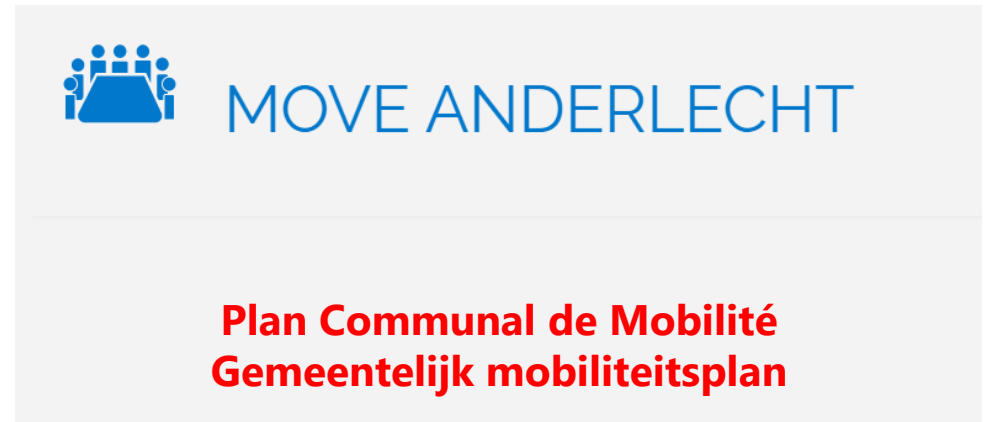 MOVE ANDERLECHT
Plan Communal de Mobilité
Gemeentelijk mobiliteitsplan